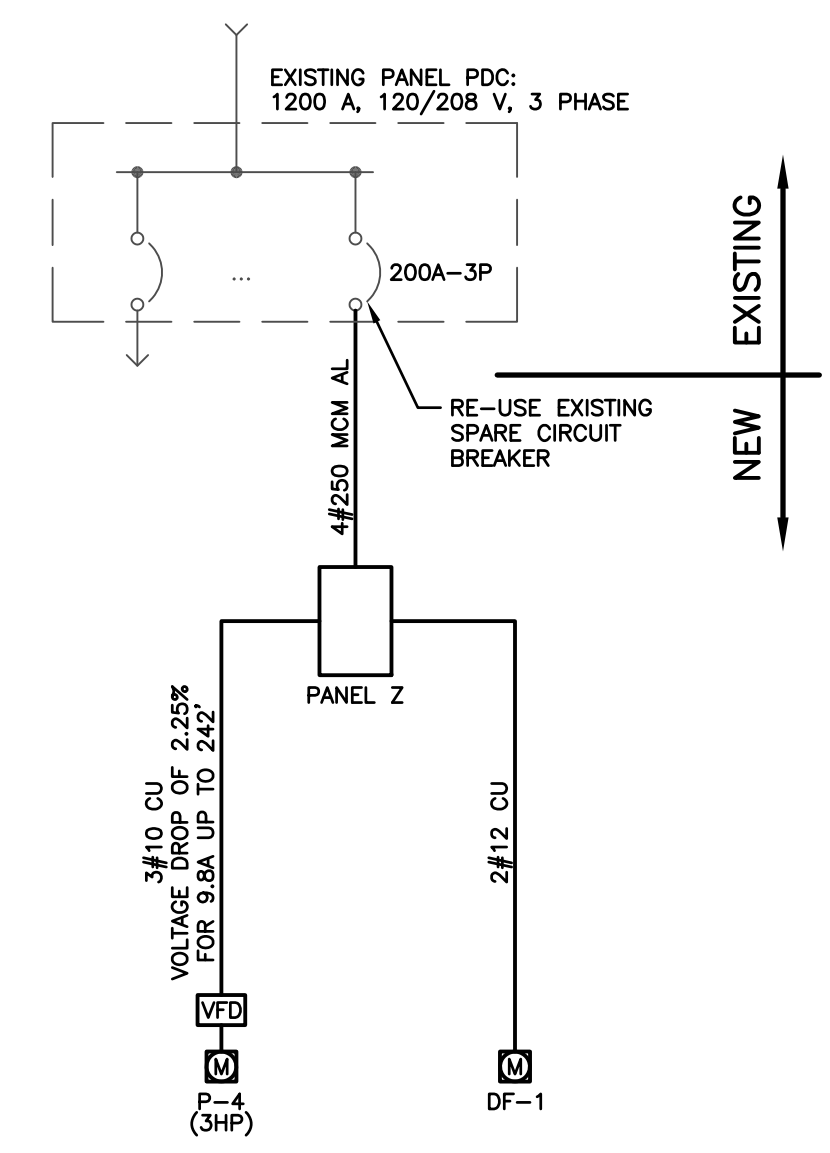 EXISTING PANEL PDC:
1200 A, 120/208 V, 3 PHASE
...
200A-3P
EXISTING
NEW
RE-USE EXISTING
SPARE CIRCUIT
BREAKER
4#250 MCM AL
PANEL Z
3#10 CU
VOLTAGE DROP OF 2.25%
FOR 9.8A UP TO 242'
2#12 CU
VFD
M
P-4
(3HP)
M
DF-1